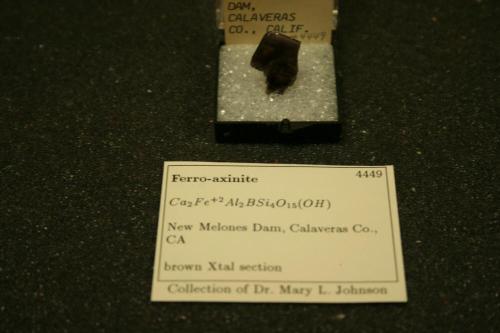 DAM,
CALAVERAS
CO., CALIF.
4449
Ferro-axinite 4449
Ca₂Fe⁺²Al₂BSi₄O₁₅(OH)
New Melones Dam, Calaveras Co.,
CA
brown Xtal section
Collection of Dr. Mary L. Johnson